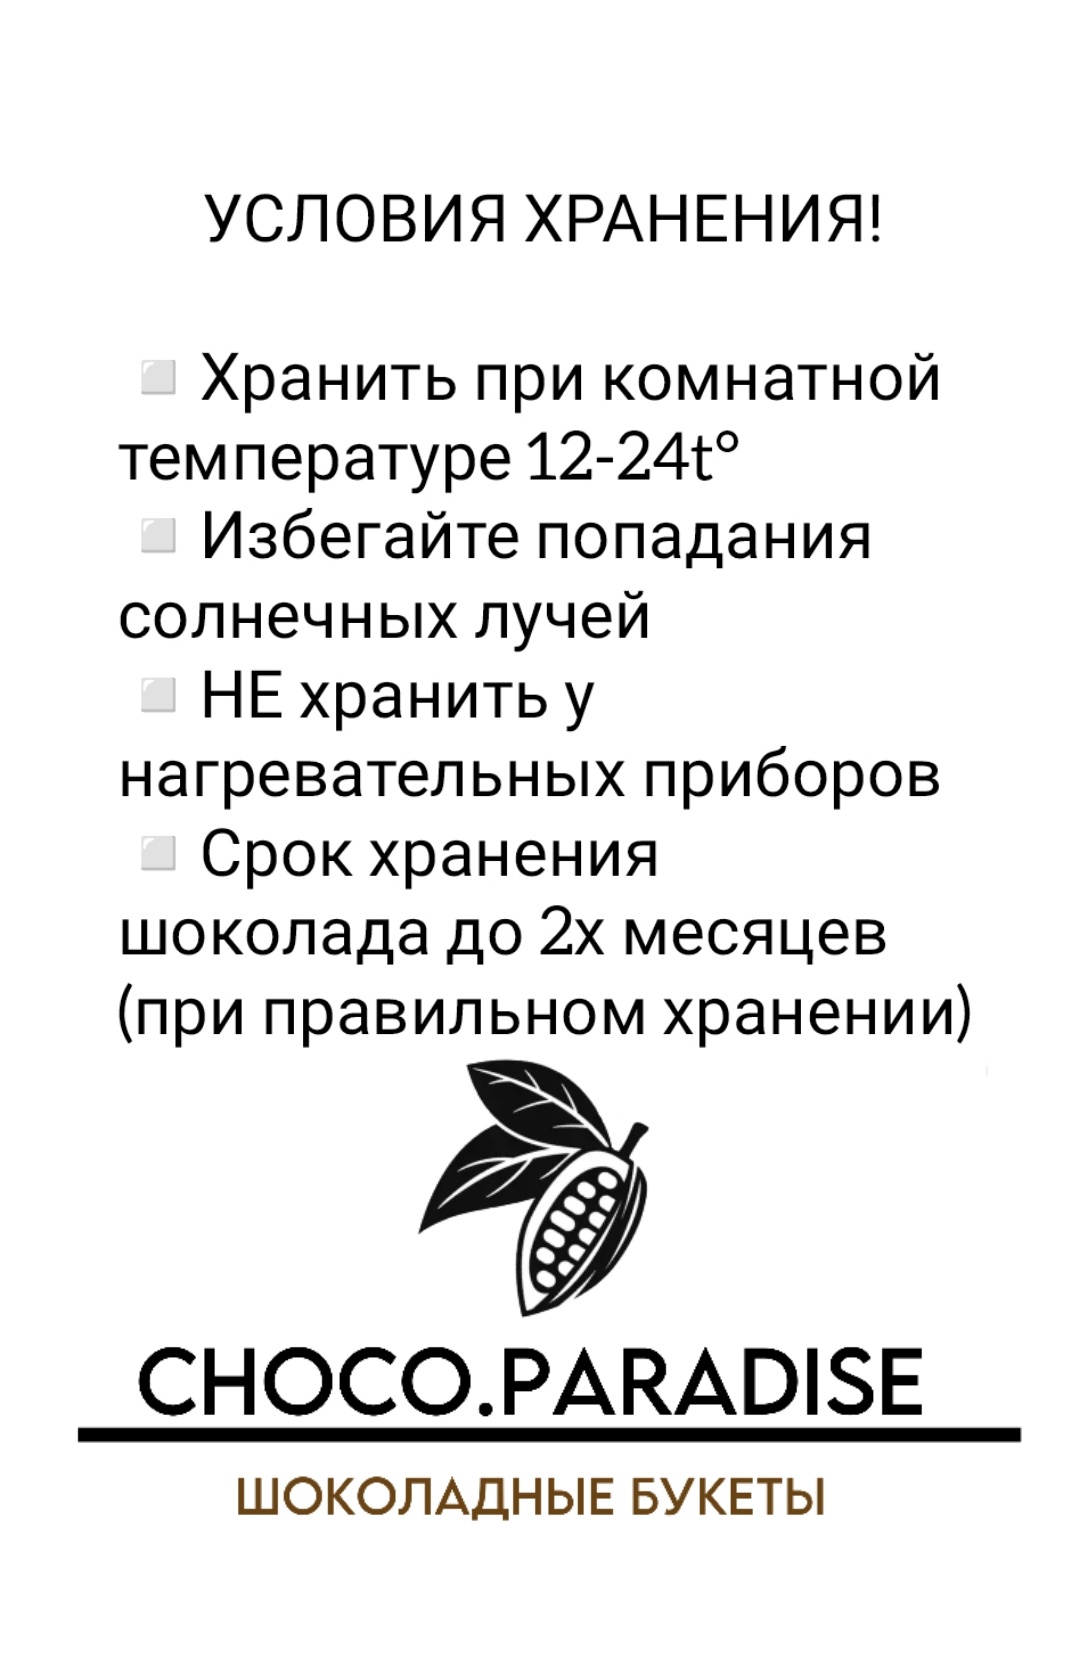 УСЛОВИЯ ХРАНЕНИЯ!
◽ Хранить при комнатной
температуре 12-24t°
◽ Избегайте попадания
солнечных лучей
◽ НЕ хранить у
нагревательных приборов
◽ Срок хранения
шоколада до 2х месяцев
(при правильном хранении)
CHOCO.PARADISE
ШОКОЛАДНЫЕ БУКЕТЫ